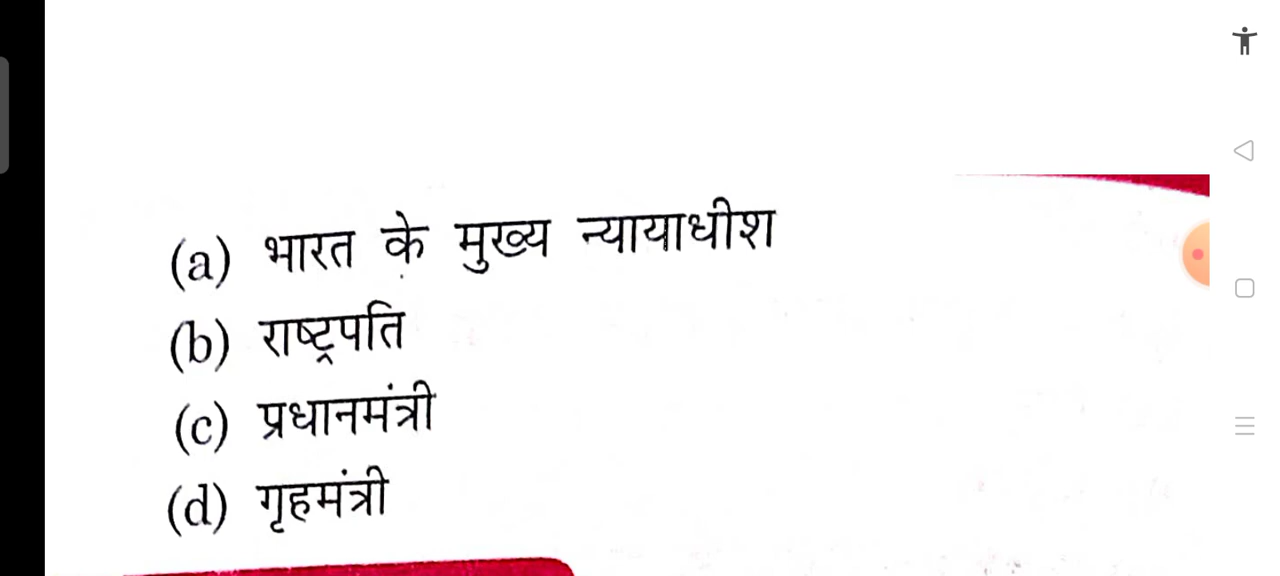 (a) भारत के मुख्य न्यायाधीश
(b) राष्ट्रपति
(c) प्रधानमंत्री
(d) गृहमंत्री